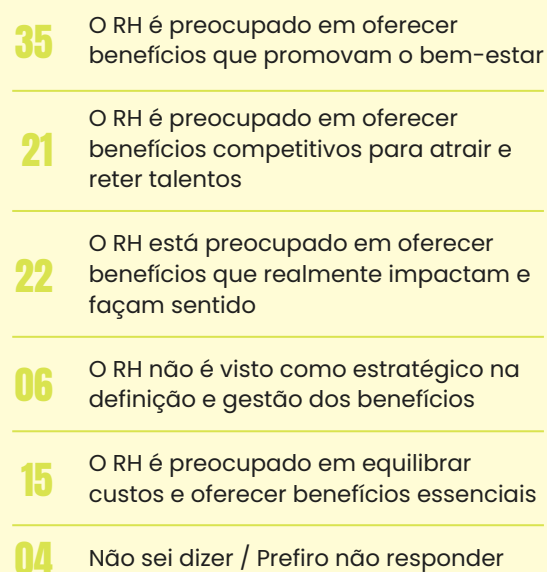 35
O RH é preocupado em oferecer
benefícios que promovam o bem-estar
21
O RH é preocupado em oferecer
benefícios competitivos para atrair e
reter talentos
22
O RH está preocupado em oferecer
benefícios que realmente impactam e
façam sentido
06
O RH não é visto como estratégico na
definição e gestão dos benefícios
15
O RH é preocupado em equilibrar
custos e oferecer benefícios essenciais
04
Não sei dizer / Prefiro não responder